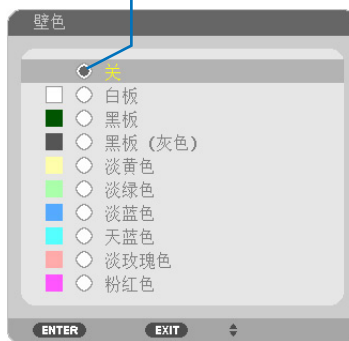 壁色
关
白板
黑板
黑板 (灰色)
淡黄色
淡绿色
淡蓝色
天蓝色
淡玫瑰色
粉红色
ENTER EXIT